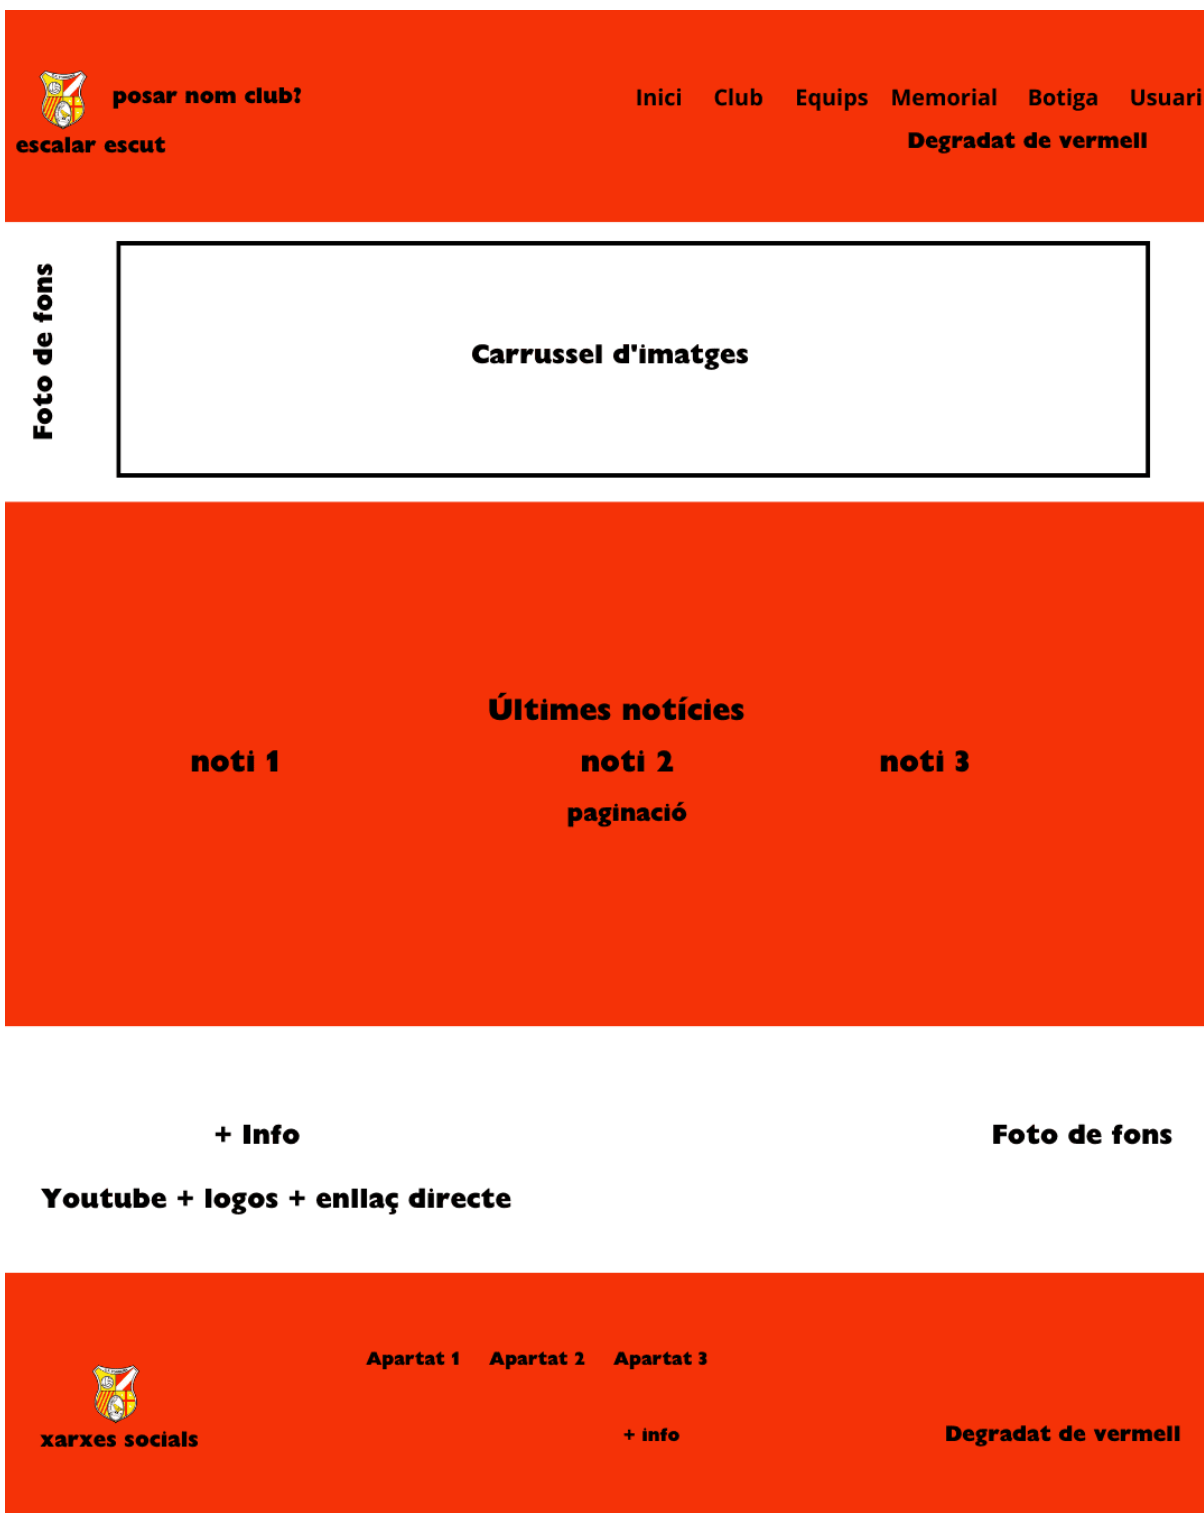 posar nom club?
Inici Club Equips Memorial Botiga Usuari
escalar escut
Degradat de vermell
Foto de fons
Carrussel d'imatges
Últimes notícies
noti 1 noti 2 noti 3
paginació
+ Info
Foto de fons
Youtube + logos + enllaç directe
Apartat 1 Apartat 2 Apartat 3
xarxes socials
+ info
Degradat de vermell